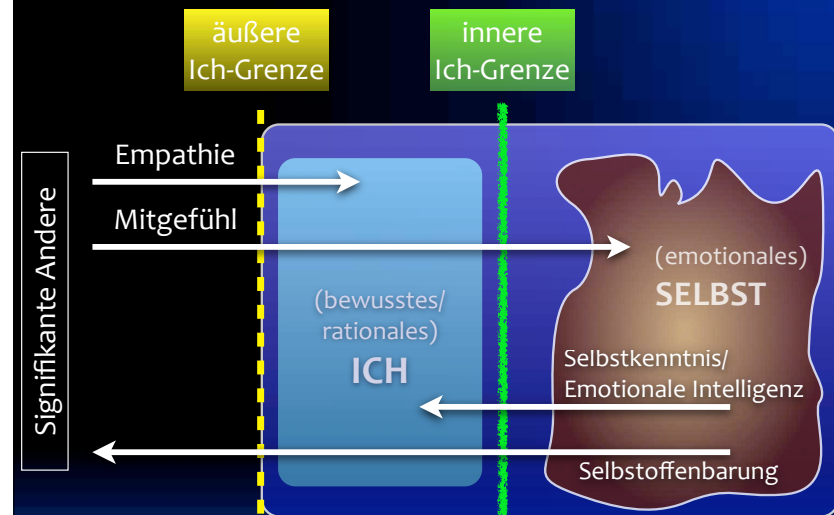 äußere
Ich-Grenze
innere
Ich-Grenze
Signifikante Andere
Empathie
Mitgefühl
(bewusstes/
rationales)
ICH
(emotionales)
SELBST
Selbstkenntnis/
Emotionale Intelligenz
Selbstoffenbarung